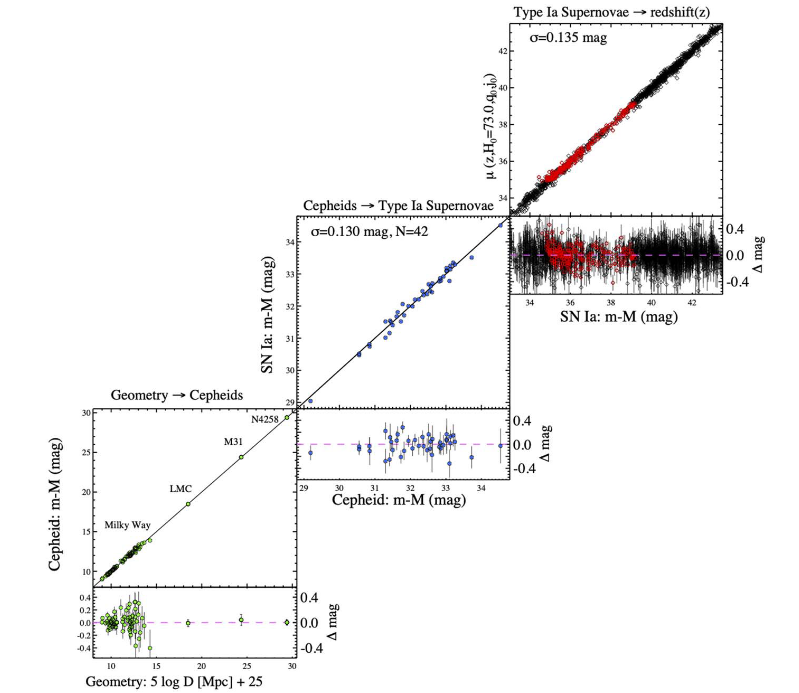 Type Ia Supernovae → redshift(z)
σ=0.135 mag
42
40
38
36
34
μ (z,H0=73.0,q0,j0)
0.4
0.0
-0.4
Δ mag
34 36 38 40 42
SN Ia: m-M (mag)
Cepheids → Type Ia Supernovae
σ=0.130 mag, N=42
34
33
32
31
30
29
SN Ia: m-M (mag)
0.4
0.0
-0.4
Δ mag
29 30 31 32 33 34
Cepheid: m-M (mag)
Geometry → Cepheids
N4258
M31
LMC
Milky Way
30
25
20
15
10
Cepheid: m-M (mag)
0.4
0.2
0.0
-0.2
-0.4
0.4
0.0
-0.4
Δ mag
10 15 20 25 30
Geometry: 5 log D [Mpc] + 25